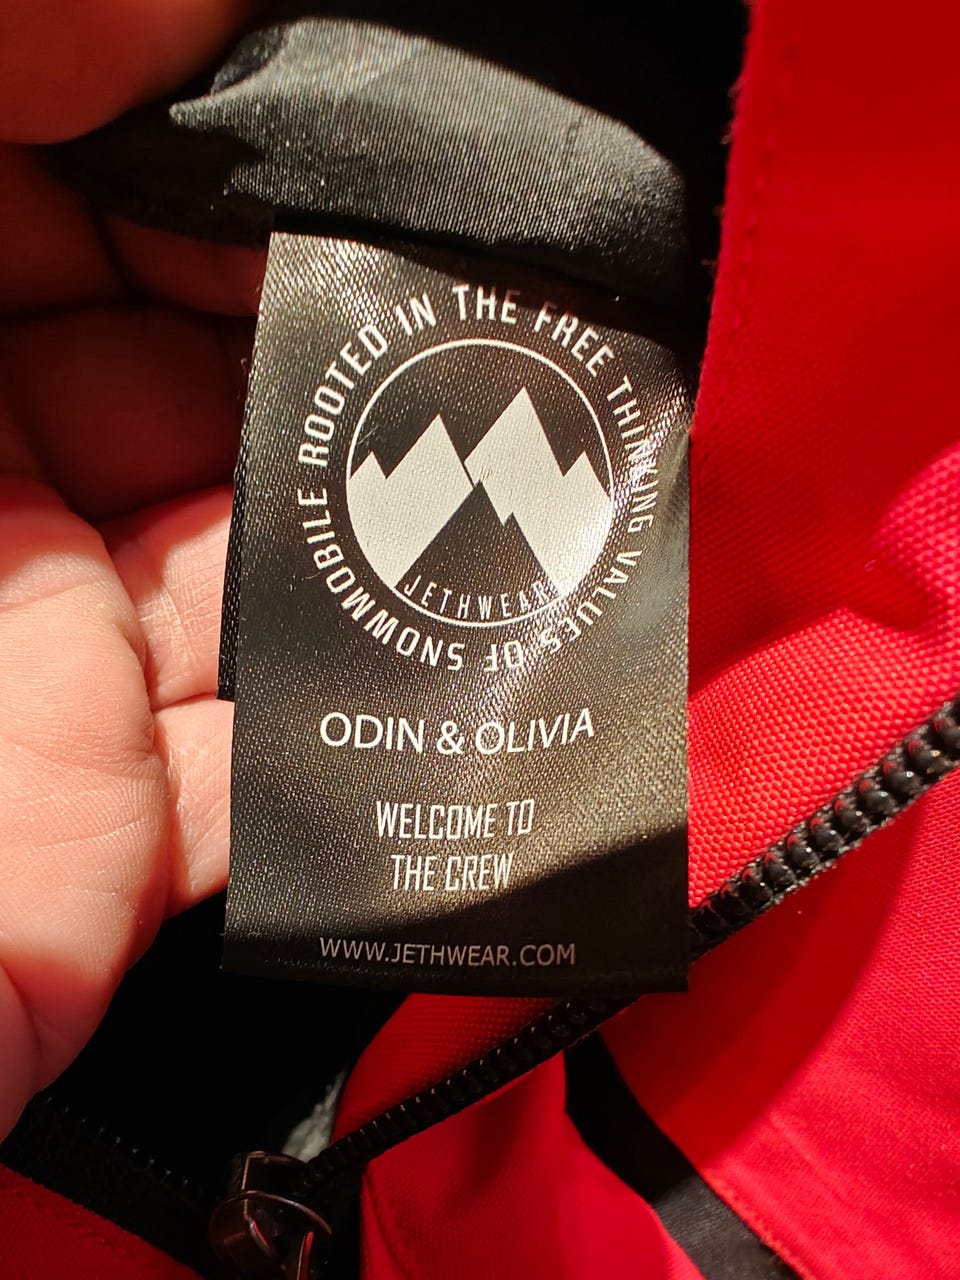 ROOTED IN THE FREE THINKING VALUES OF SNOWMOBILE
JETHWEAR
ODIN & OLIVIA
WELCOME TO
THE CREW
WWW.JETHWEAR.COM